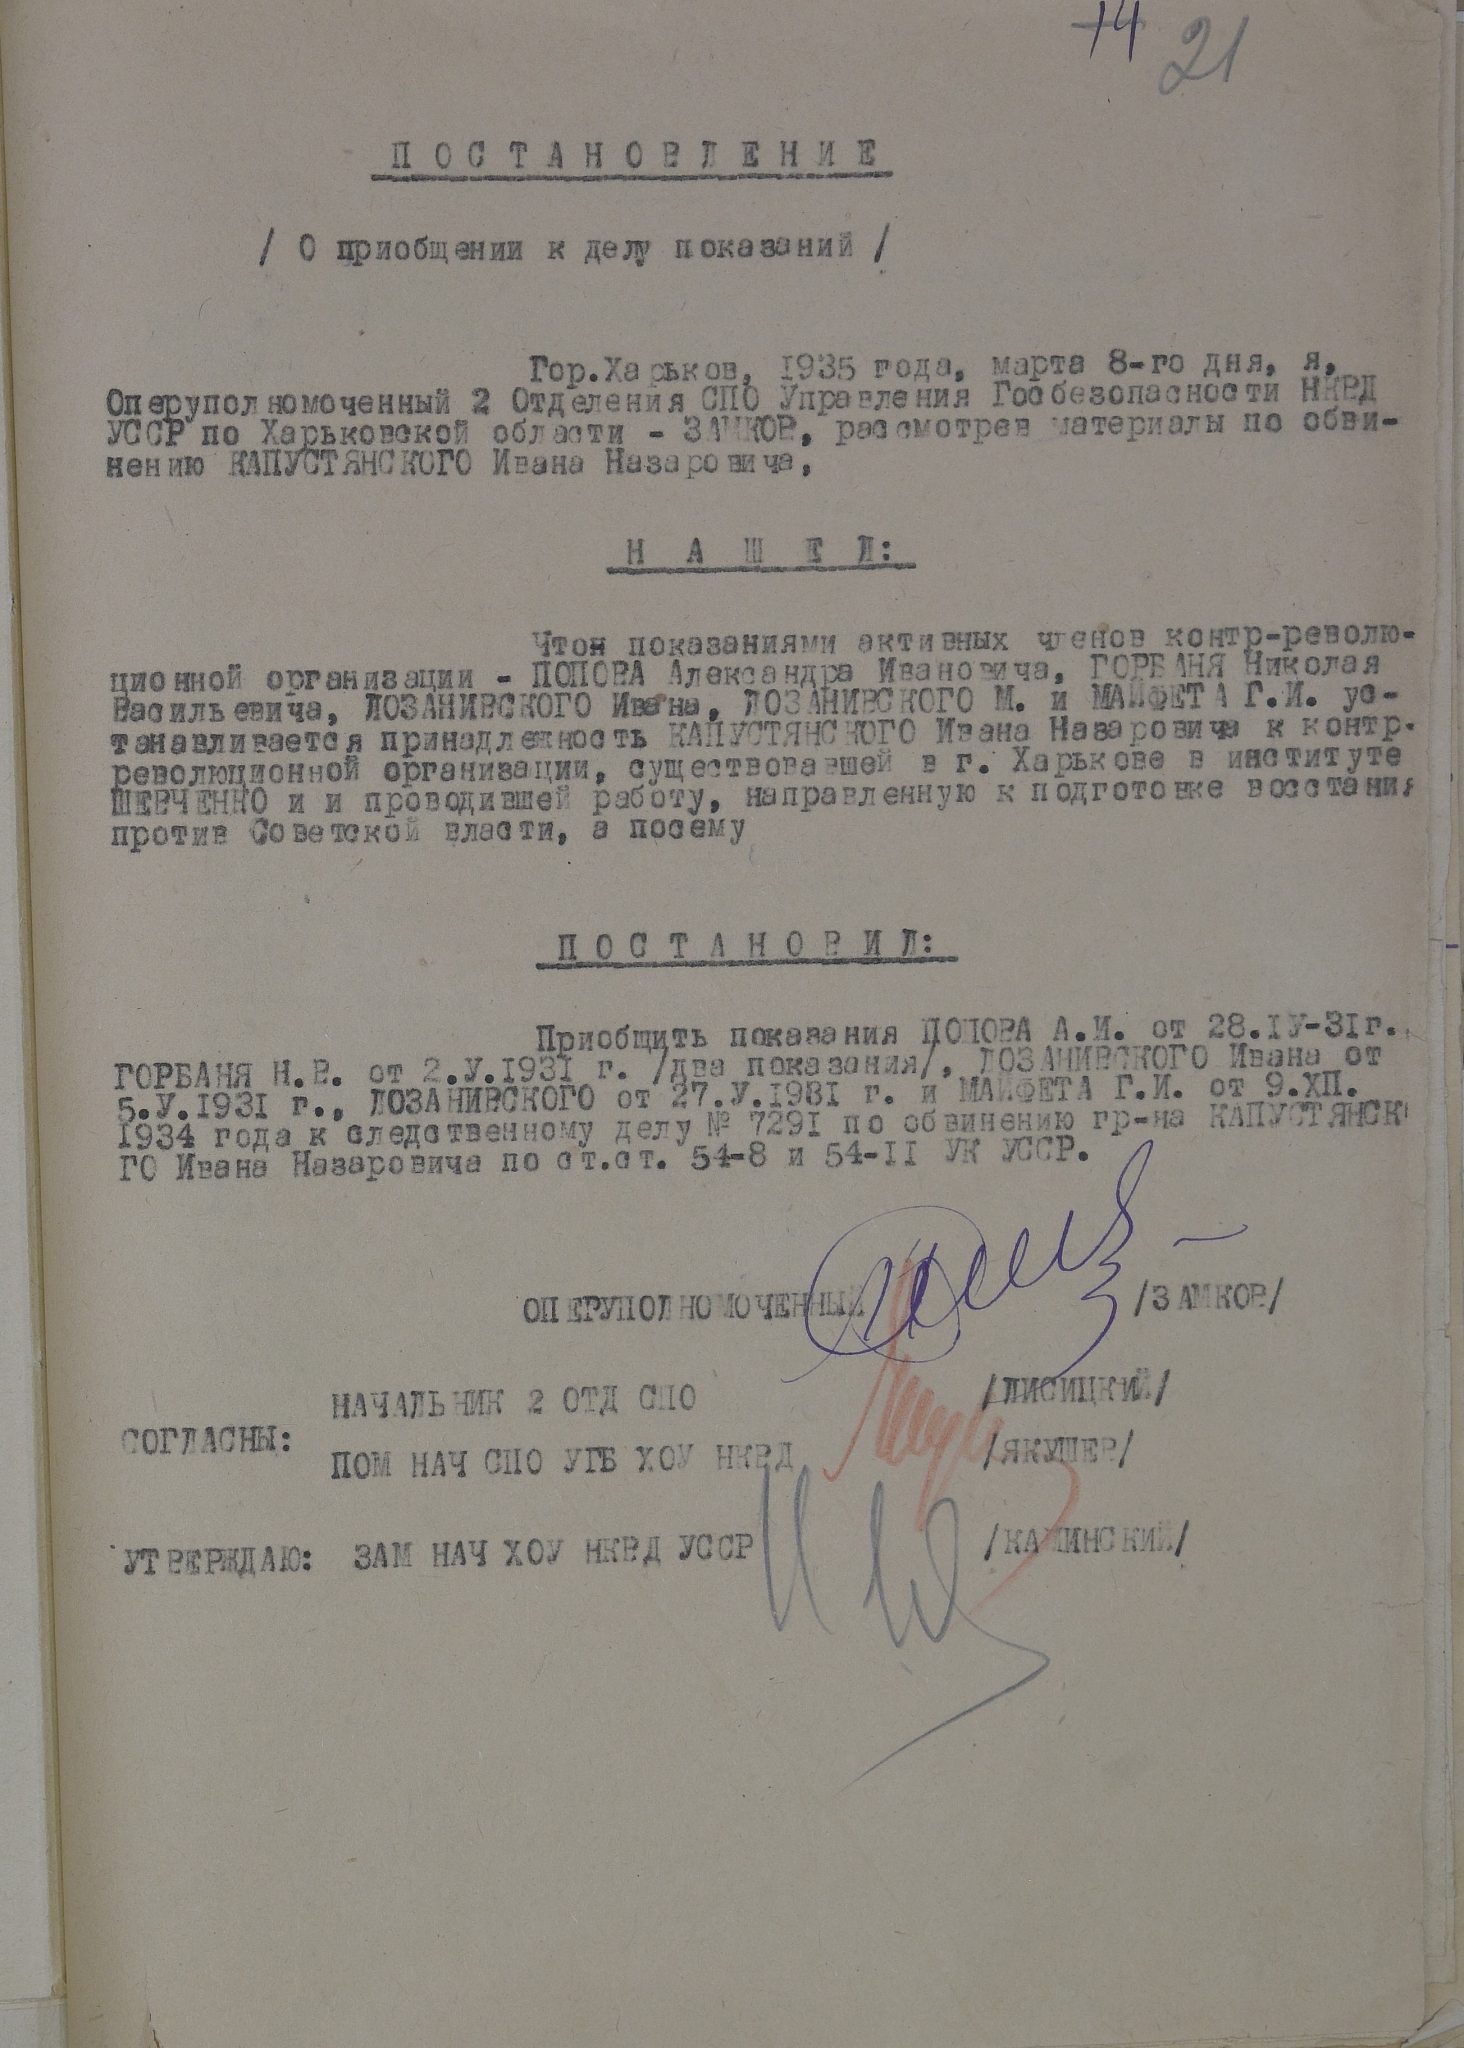 14 21
П О С Т А Н О В Л Е Н И Е
/ О приобщении к делу показаний /
Гор.Харьков, 1935 года, марта 8-го дня, я,
Оперуполномоченный 2 Отделения СПО Управления Госбезопасности НКВД
УССР по Харьковской области - ЗАМКОВ, рассмотрев материалы по обви-
нению КАПУСТЯНСКОГО Ивана Назаровича,
Н А Ш Е Л:
Чтон показаниями активных членов контр-револю-
ционной организации - ПОПОВА Александра Ивановича, ГОРБАНЯ Николая
Васильевича, ЛОЗАНИВСКОГО Ивана, ЛОЗАНИВСКОГО М. и МАЙФЕТА Г.И. ус-
танавливается принадлежность КАПУСТЯНСКОГО Ивана Назаровича к контр-
революционной организации, существовавшей в г. Харькове в институте
ШЕВЧЕНКО и и проводившей работу, направленную к подготовке восстания
против Советской власти, а посему
П О С Т А Н О В И Л:
Приобщить показания ПОПОВА А.И. от 28.IУ-31г.,
ГОРБАНЯ Н.В. от 2.У.1931 г. /два показания/, ЛОЗАНИВСКОГО Ивана от
5.У.1931 г., ЛОЗАНИВСКОГО от 27.У.1931 г. и МАЙФЕТА Г.И. от 9.ХП.
1934 года к следственному делу № 7291 по обвинению гр-на КАПУСТЯНСК
ГО Ивана Назаровича по ст.ст. 54-8 и 54-II УК УССР.
ОПЕРУПОЛНОМОЧЕННЫЙ /ЗАМКОВ/
НАЧАЛЬНИК 2 ОТД СПО /ЛИСИЦКИЙ/
СОГЛАСНЫ:
ПОМ НАЧ СПО УГБ ХОУ НКВД /ЯКУШЕВ/
УТВЕРЖДАЮ: ЗАМ НАЧ ХОУ НКВД УССР /КАМИНСКИЙ/